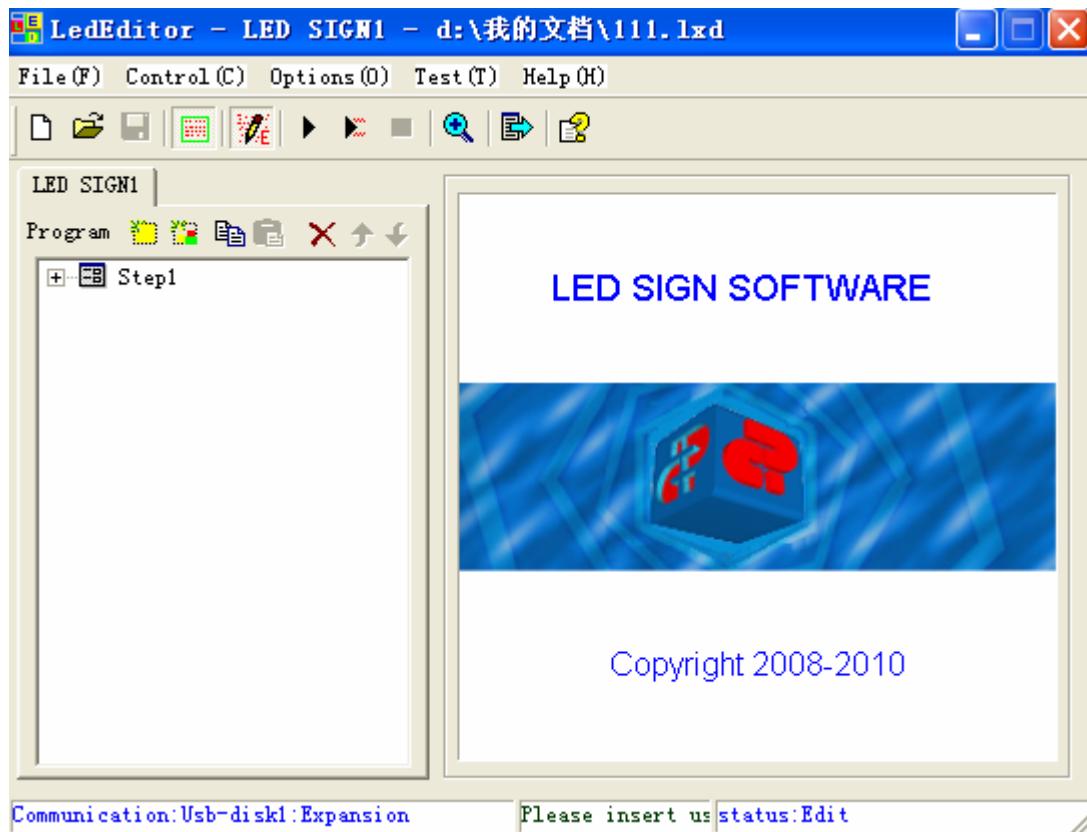 LedEditor - LED SIGN1 - d:\我的文档\111.lxd
File(F) Control(C) Options(O) Test(T) Help(H)
LED SIGN1
Program
Step1
LED SIGN SOFTWARE
Copyright 2008-2010
Communication:Usb-disk1:Expansion Please insert us status:Edit